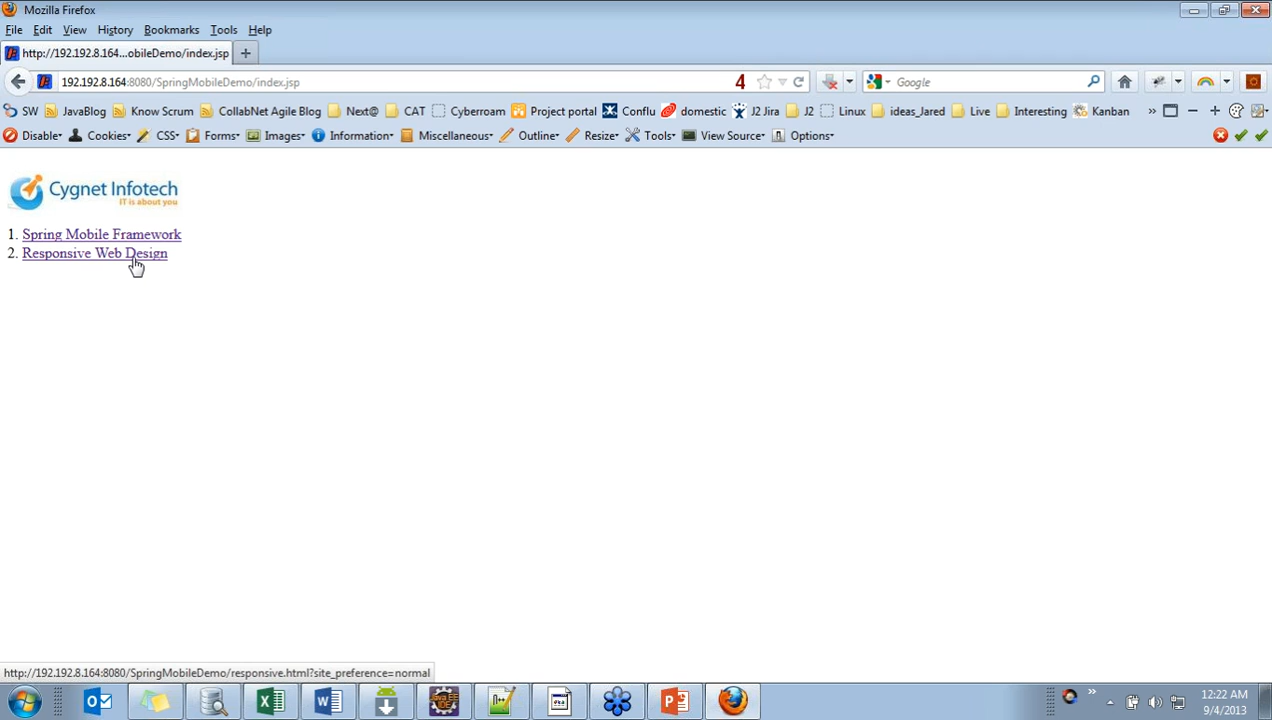 Mozilla Firefox
File Edit View History Bookmarks Tools Help
http://192.192.8.164...obileDemo/index.jsp
192.192.8.164:8080/SpringMobileDemo/index.jsp 4 Google
SW JavaBlog Know Scrum CollabNet Agile Blog Next@ CAT Cyberroam Project portal Conflu domestic J2 Jira J2 Linux ideas_Jared Live Interesting Kanban »
Disable Cookies CSS Forms Images Information Miscellaneous Outline Resize Tools View Source Options
Cygnet Infotech
IT is about you
1. Spring Mobile Framework
2. Responsive Web Design
http://192.192.8.164:8080/SpringMobileDemo/responsive.html?site_preference=normal
12:22 AM
9/4/2013